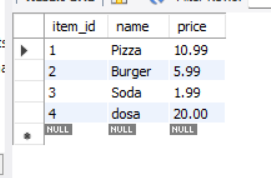 item_id name price
1 Pizza 10.99
2 Burger 5.99
3 Soda 1.99
4 dosa 20.00
NULL NULL NULL